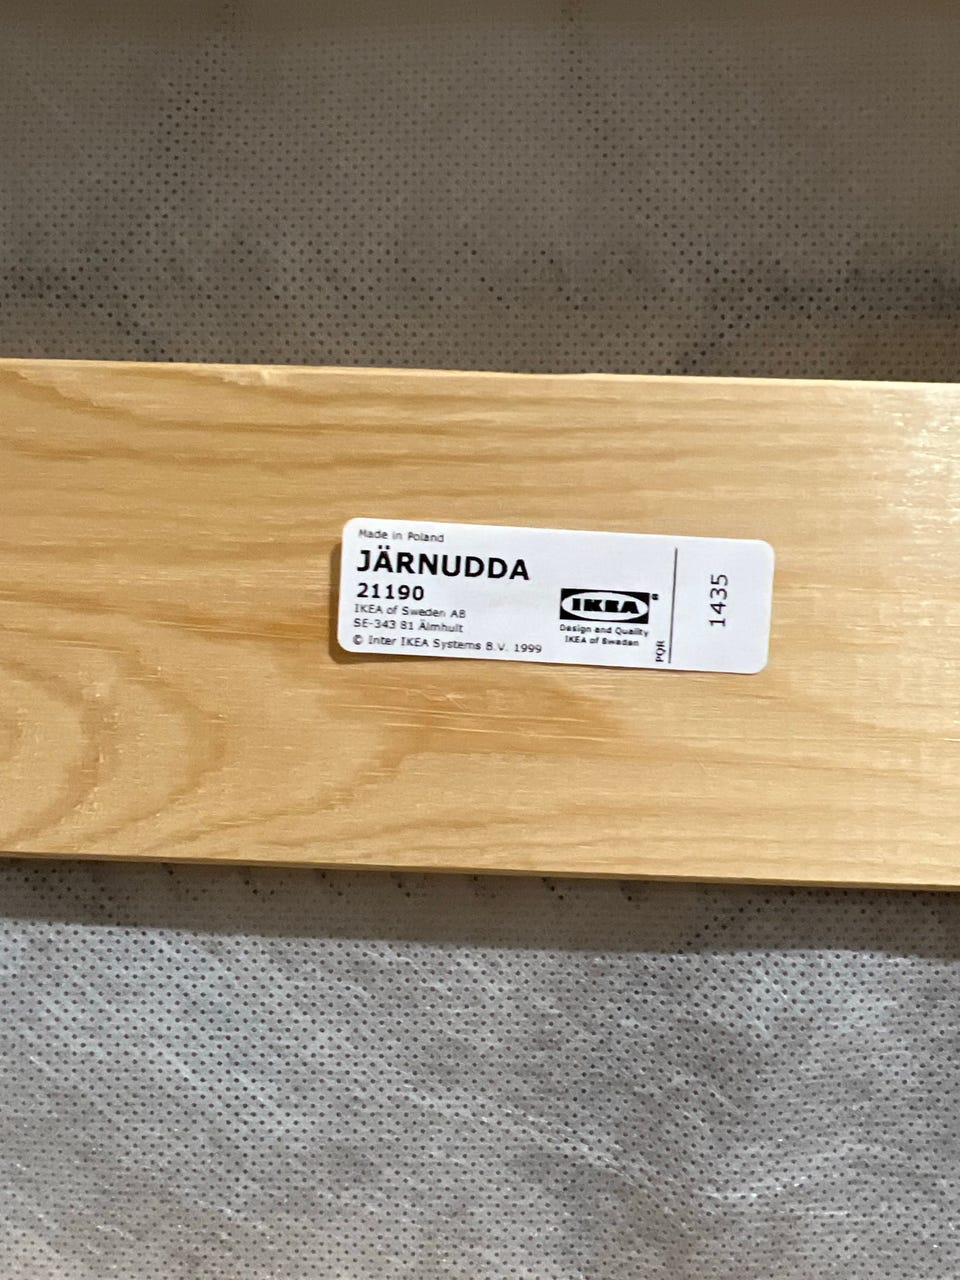 Made in Poland
JÄRNUDDA
21190
IKEA of Sweden AB
SE-343 81 Älmhult
© Inter IKEA Systems B.V. 1999
IKEA®
Design and Quality
IKEA of Sweden
PQR
1435